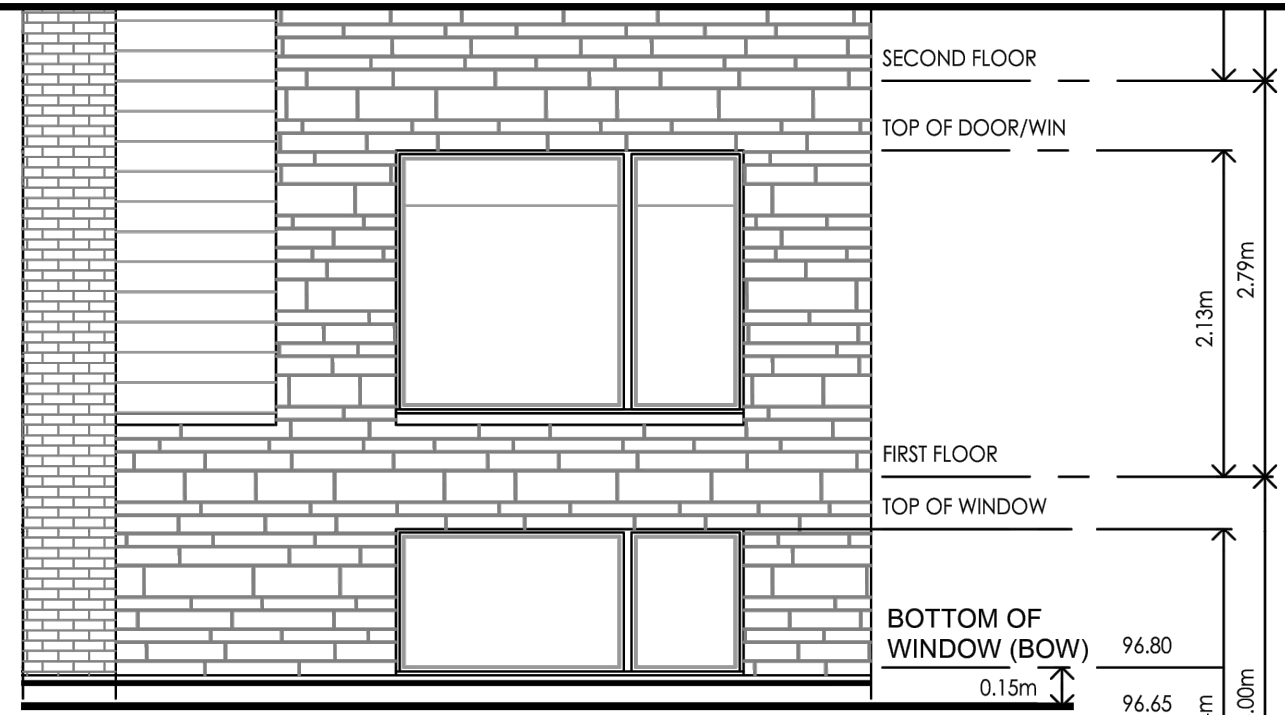 SECOND FLOOR
TOP OF DOOR/WIN
2.79m
2.13m
FIRST FLOOR
TOP OF WINDOW
BOTTOM OF
WINDOW (BOW)
96.80
0.15m
96.65